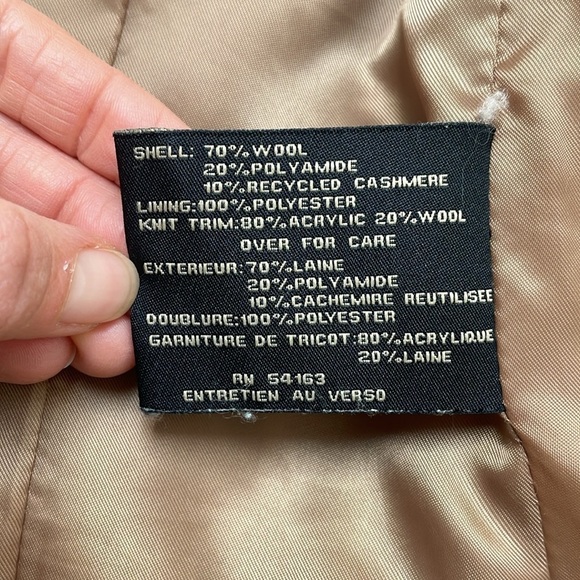 SHELL: 70%WOOL
20%POLYAMIDE
10%RECYCLED CASHMERE
LINING:100%POLYESTER
KNIT TRIM:80%ACRYLIC 20%WOOL
OVER FOR CARE
EXTERIEUR:70%LAINE
20%POLYAMIDE
10%CACHEMIRE REUTILISEE
DOUBLURE:100%POLYESTER
GARNITURE DE TRICOT:80%ACRYLIQUE
20%LAINE
RN 54163
ENTRETIEN AU VERSO